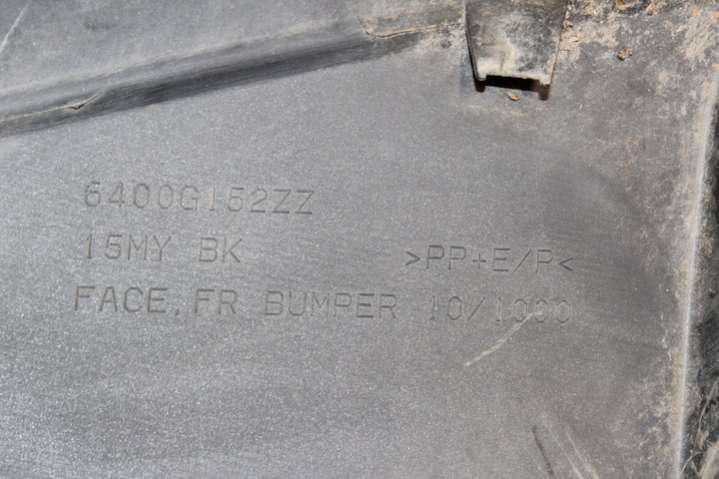 6400G152ZZ
15MY BK >PP+E/P<
FACE, FR BUMPER 10/1000